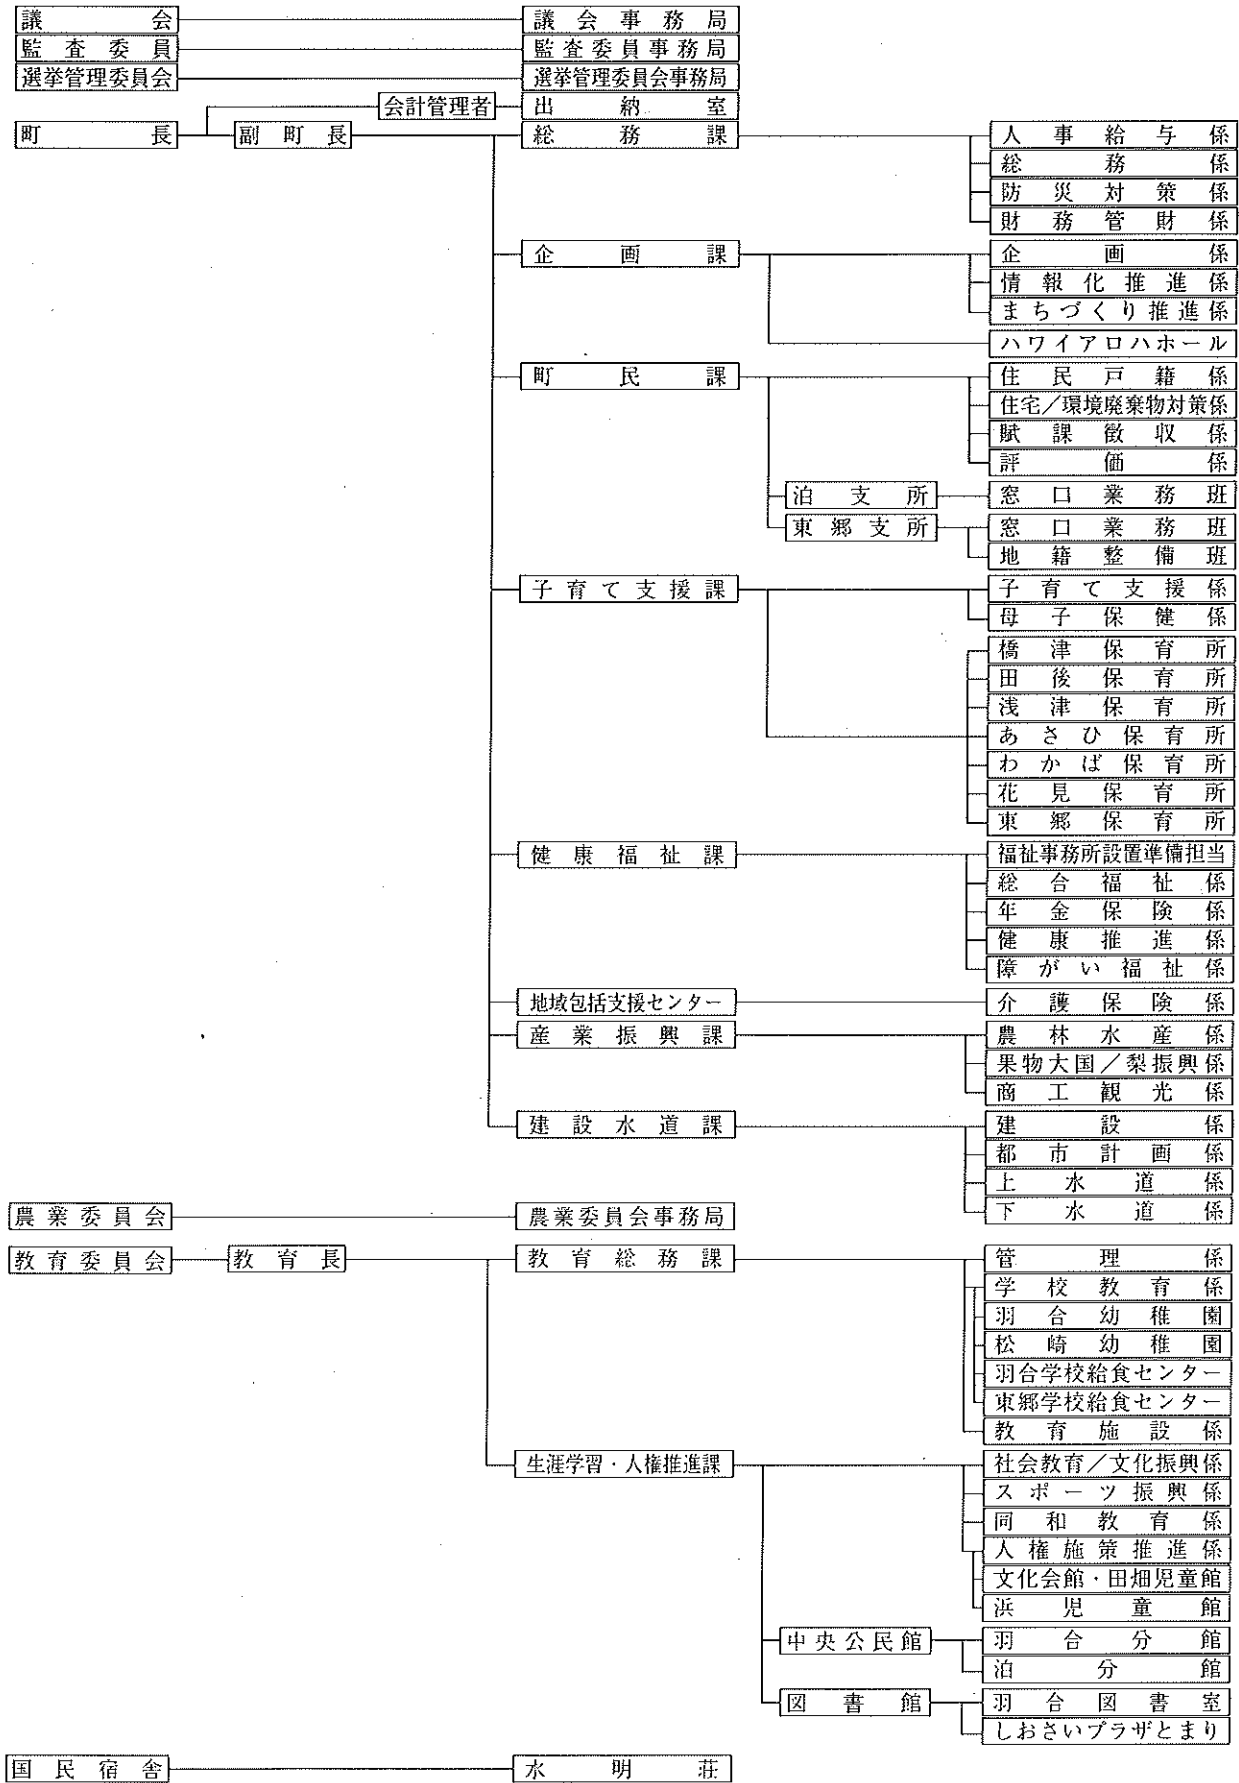 議会 議会事務局
監査委員 監査委員事務局
選挙管理委員会 選挙管理委員会事務局
会計管理者 出納室
町長 副町長 総務課 人事給与係
総務係
防災対策係
財務管財係
企画課 企画係
情報化推進係
まちづくり推進係
ハワイアロハホール
町民課 住民戸籍係
住宅／環境廃棄物対策係
賦課徴収係
評価係
泊支所 窓口業務班
東郷支所 窓口業務班
地籍整備班
子育て支援課 子育て支援係
母子保健係
橋津保育所
田後保育所
浅津保育所
あさひ保育所
わかば保育所
花見保育所
東郷保育所
健康福祉課 福祉事務所設置準備担当
総合福祉係
年金保険係
健康推進係
障がい福祉係
地域包括支援センター 介護保険係
産業振興課 農林水産係
果物大国／梨振興係
商工観光係
建設水道課 建設係
都市計画係
上水道係
下水道係
農業委員会 農業委員会事務局
教育委員会 教育長 教育総務課 管理係
学校教育係
羽合幼稚園
松崎幼稚園
羽合学校給食センター
東郷学校給食センター
教育施設係
生涯学習・人権推進課 社会教育／文化振興係
スポーツ振興係
同和教育係
人権施策推進係
文化会館・田畑児童館
浜児童館
中央公民館 羽合分館
泊分館
図書館 羽合図書室
しおさいプラザとまり
国民宿舎 水明荘